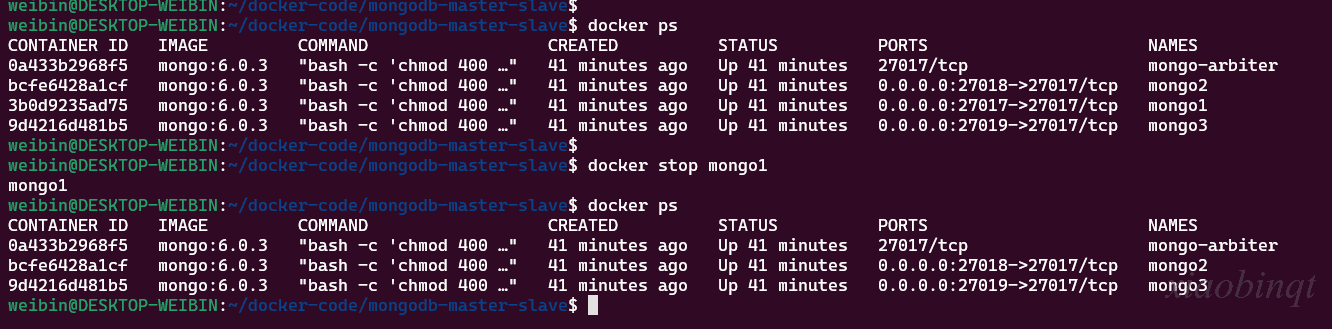 weibin@DESKTOP-WEIBIN:~/docker-code/mongodb-master-slave$
weibin@DESKTOP-WEIBIN:~/docker-code/mongodb-master-slave$ docker ps
CONTAINER ID   IMAGE         COMMAND                  CREATED          STATUS          PORTS                      NAMES
0a433b2968f5   mongo:6.0.3   "bash -c 'chmod 400 …"   41 minutes ago   Up 41 minutes   27017/tcp                  mongo-arbiter
bcfe6428a1cf   mongo:6.0.3   "bash -c 'chmod 400 …"   41 minutes ago   Up 41 minutes   0.0.0.0:27018->27017/tcp   mongo2
3b0d9235ad75   mongo:6.0.3   "bash -c 'chmod 400 …"   41 minutes ago   Up 41 minutes   0.0.0.0:27017->27017/tcp   mongo1
9d4216d481b5   mongo:6.0.3   "bash -c 'chmod 400 …"   41 minutes ago   Up 41 minutes   0.0.0.0:27019->27017/tcp   mongo3
weibin@DESKTOP-WEIBIN:~/docker-code/mongodb-master-slave$
weibin@DESKTOP-WEIBIN:~/docker-code/mongodb-master-slave$ docker stop mongo1
mongo1
weibin@DESKTOP-WEIBIN:~/docker-code/mongodb-master-slave$ docker ps
CONTAINER ID   IMAGE         COMMAND                  CREATED          STATUS          PORTS                      NAMES
0a433b2968f5   mongo:6.0.3   "bash -c 'chmod 400 …"   41 minutes ago   Up 41 minutes   27017/tcp                  mongo-arbiter
bcfe6428a1cf   mongo:6.0.3   "bash -c 'chmod 400 …"   41 minutes ago   Up 41 minutes   0.0.0.0:27018->27017/tcp   mongo2
9d4216d481b5   mongo:6.0.3   "bash -c 'chmod 400 …"   41 minutes ago   Up 41 minutes   0.0.0.0:27019->27017/tcp   mongo3
weibin@DESKTOP-WEIBIN:~/docker-code/mongodb-master-slave$
xiaobinqt